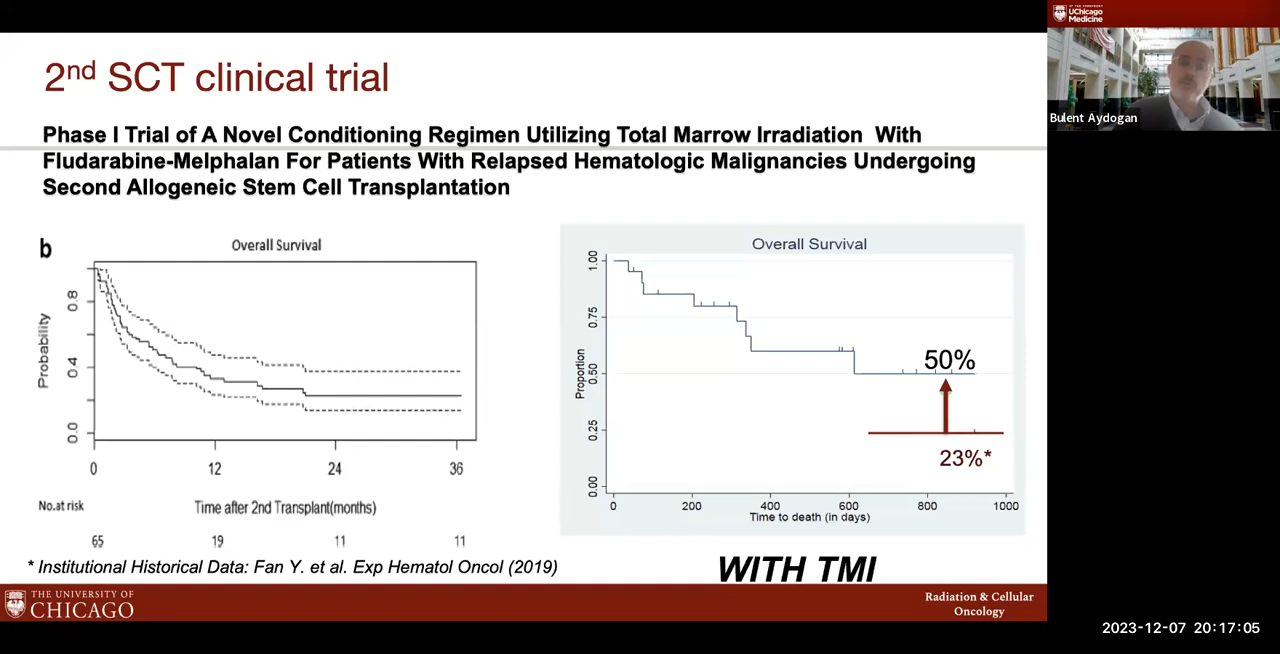 UChicago
Medicine
Bulent Aydogan
2nd SCT clinical trial
Phase I Trial of A Novel Conditioning Regimen Utilizing Total Marrow Irradiation With
Fludarabine-Melphalan For Patients With Relapsed Hematologic Malignancies Undergoing
Second Allogeneic Stem Cell Transplantation
b
Overall Survival
Probability
0.8
0.4
0.0
0 12 24 36
No.at risk
Time after 2nd Transplant(months)
65 19 11 11
Overall Survival
Proportion
1.00
0.75
0.50
0.25
0.00
50%
23%*
0 200 400 600 800 1000
Time to death (in days)
* Institutional Historical Data: Fan Y. et al. Exp Hematol Oncol (2019)
WITH TMI
THE UNIVERSITY OF
CHICAGO
Radiation & Cellular
Oncology
2023-12-07 20:17:05